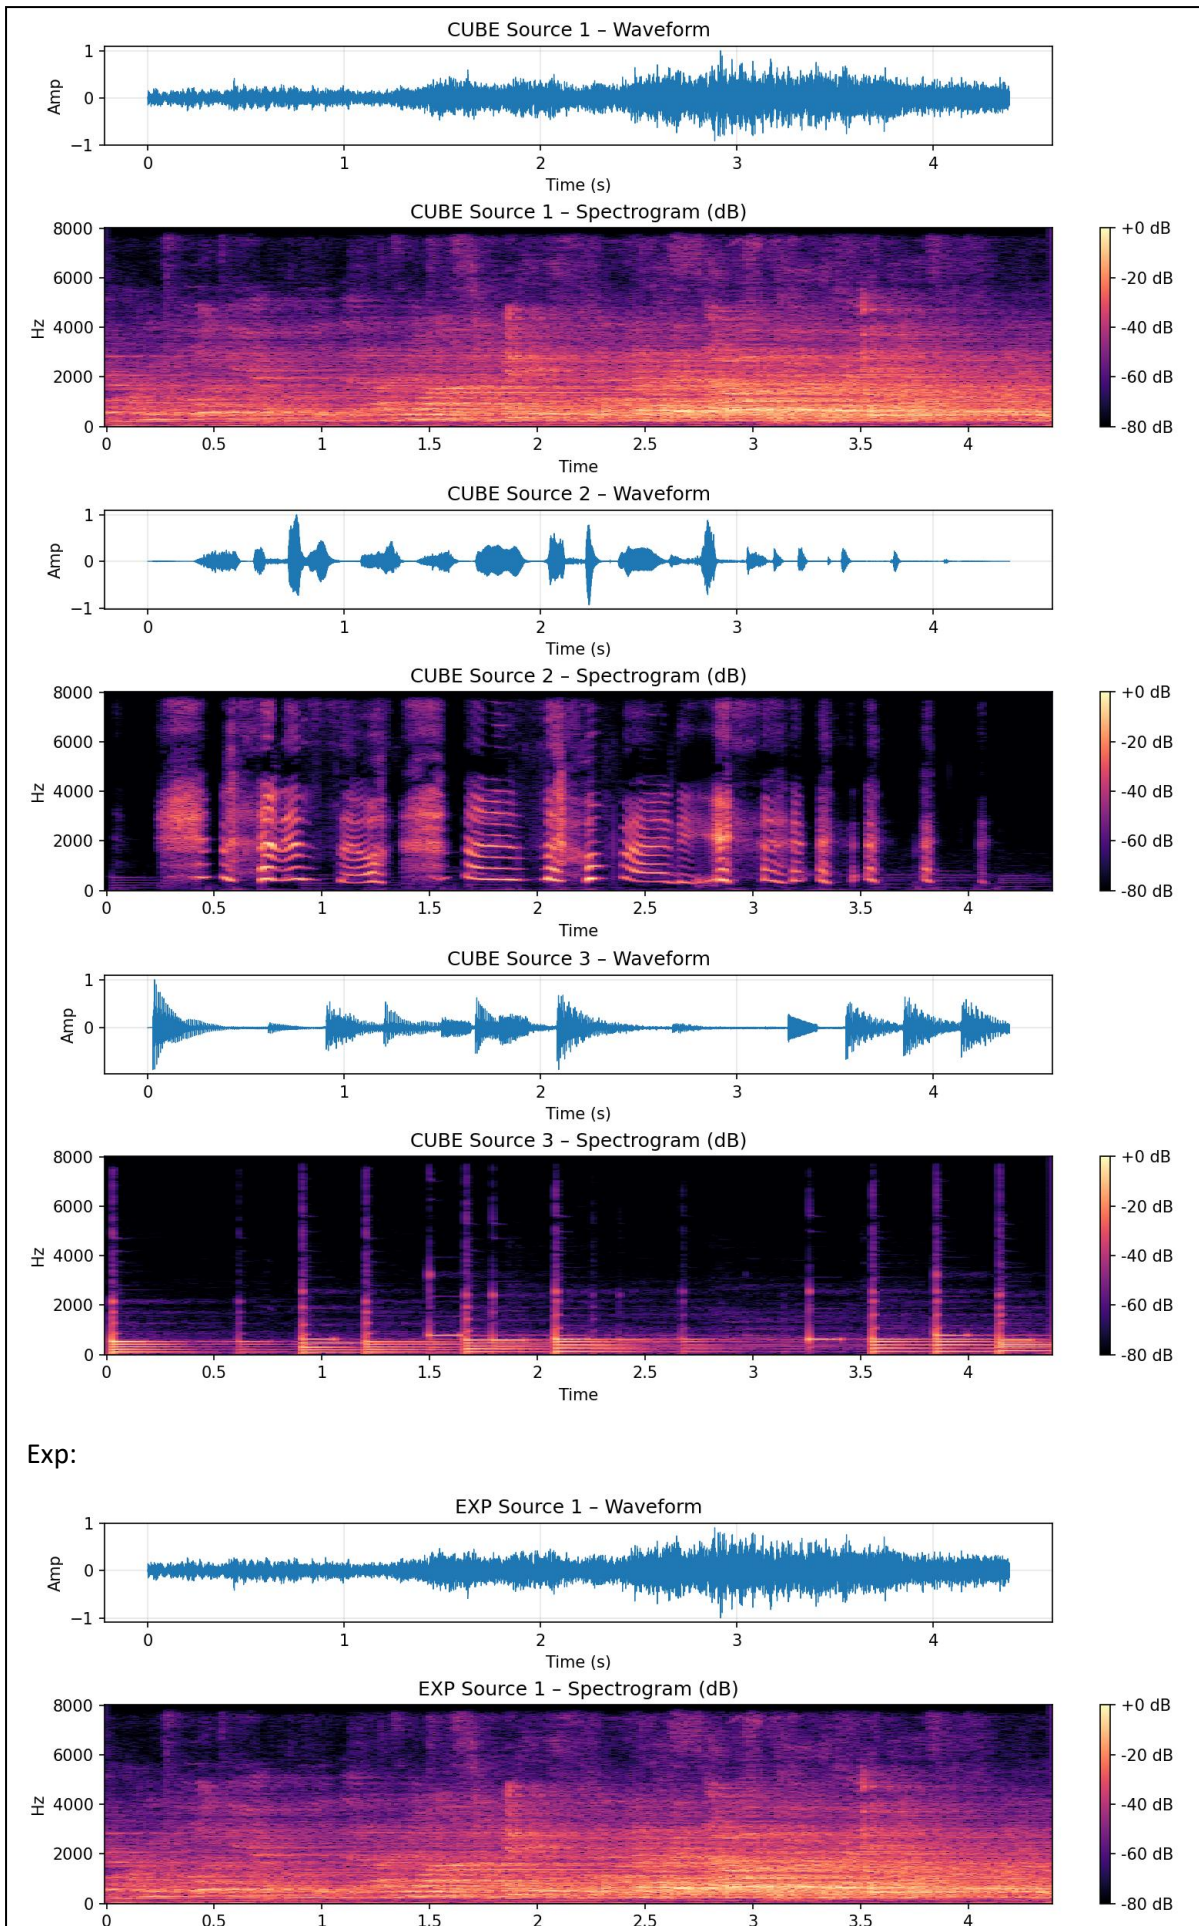 CUBE Source 1 – Waveform
1
0
−1
Amp
0 1 2 3 4
Time (s)
CUBE Source 1 – Spectrogram (dB)
8000
6000
4000
2000
0
Hz
0 0.5 1 1.5 2 2.5 3 3.5 4
Time
+0 dB
-20 dB
-40 dB
-60 dB
-80 dB
CUBE Source 2 – Waveform
1
0
−1
Amp
0 1 2 3 4
Time (s)
CUBE Source 2 – Spectrogram (dB)
8000
6000
4000
2000
0
Hz
0 0.5 1 1.5 2 2.5 3 3.5 4
Time
+0 dB
-20 dB
-40 dB
-60 dB
-80 dB
CUBE Source 3 – Waveform
1
0
Amp
0 1 2 3 4
Time (s)
CUBE Source 3 – Spectrogram (dB)
8000
6000
4000
2000
0
Hz
0 0.5 1 1.5 2 2.5 3 3.5 4
Time
+0 dB
-20 dB
-40 dB
-60 dB
-80 dB
Exp:
EXP Source 1 – Waveform
1
0
−1
Amp
0 1 2 3 4
Time (s)
EXP Source 1 – Spectrogram (dB)
8000
6000
4000
2000
0
Hz
0 0.5 1 1.5 2 2.5 3 3.5 4
+0 dB
-20 dB
-40 dB
-60 dB
-80 dB